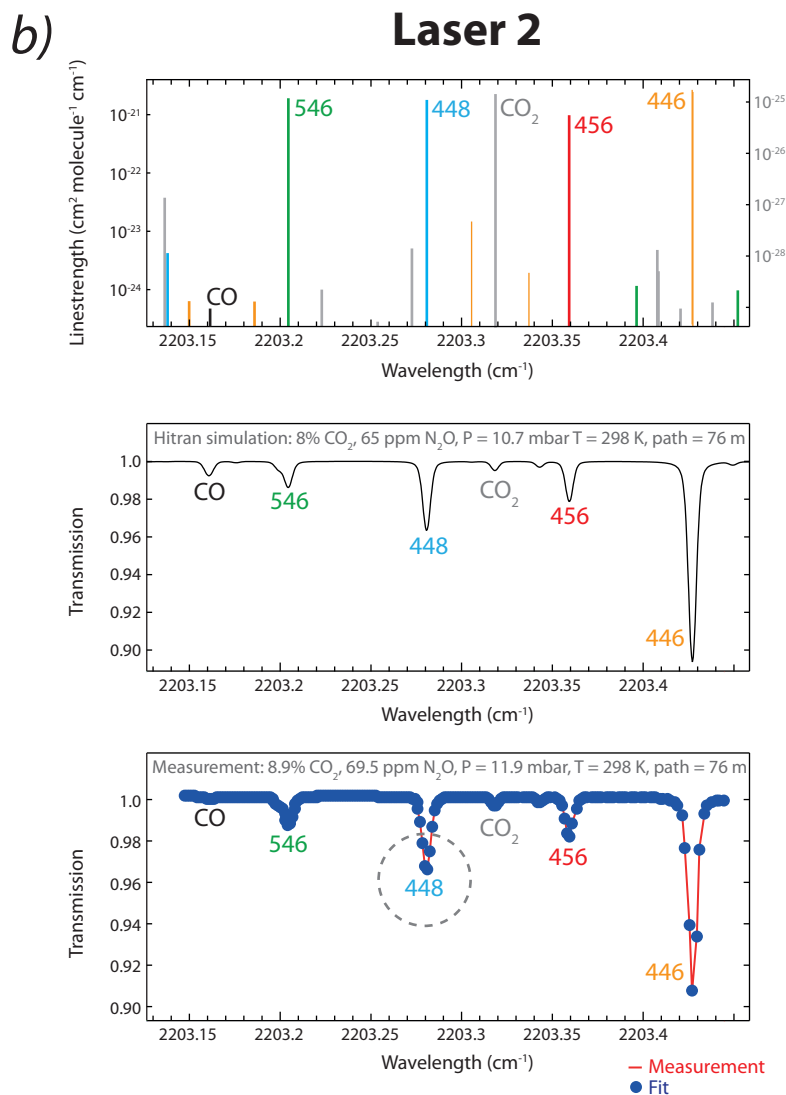 b)
Laser 2
Linestrength (cm² molecule⁻¹ cm⁻¹)
10⁻²¹
10⁻²²
10⁻²³
10⁻²⁴
10⁻²⁵
10⁻²⁶
10⁻²⁷
10⁻²⁸
546
448
CO₂
456
446
CO
2203.15
2203.2
2203.25
2203.3
2203.35
2203.4
Wavelength (cm⁻¹)
Hitran simulation: 8% CO₂, 65 ppm N₂O, P = 10.7 mbar T = 298 K, path = 76 m
Transmission
1.0
0.98
0.96
0.94
0.92
0.90
CO
546
448
CO₂
456
446
2203.15
2203.2
2203.25
2203.3
2203.35
2203.4
Wavelength (cm⁻¹)
Measurement: 8.9% CO₂, 69.5 ppm N₂O, P = 11.9 mbar, T = 298 K, path = 76 m
Transmission
1.0
0.98
0.96
0.94
0.92
0.90
CO
546
448
CO₂
456
446
2203.15
2203.2
2203.25
2203.3
2203.35
2203.4
Wavelength (cm⁻¹)
Measurement
Fit